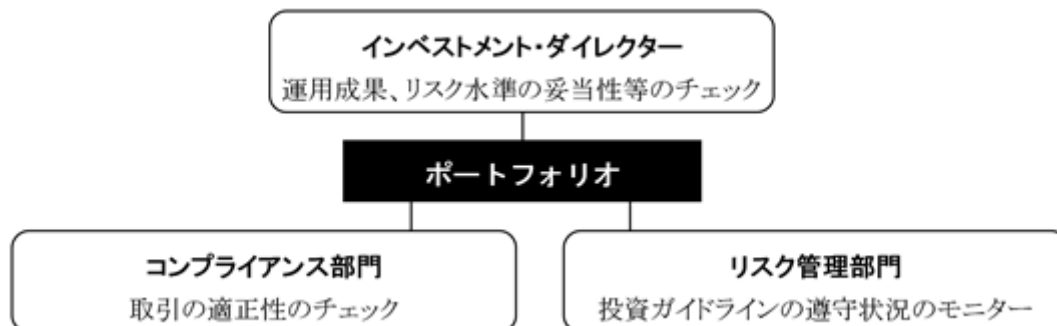 インベストメント・ダイレクター
運用成果、リスク水準の妥当性等のチェック
ポートフォリオ
コンプライアンス部門
取引の適正性のチェック
リスク管理部門
投資ガイドラインの遵守状況のモニター